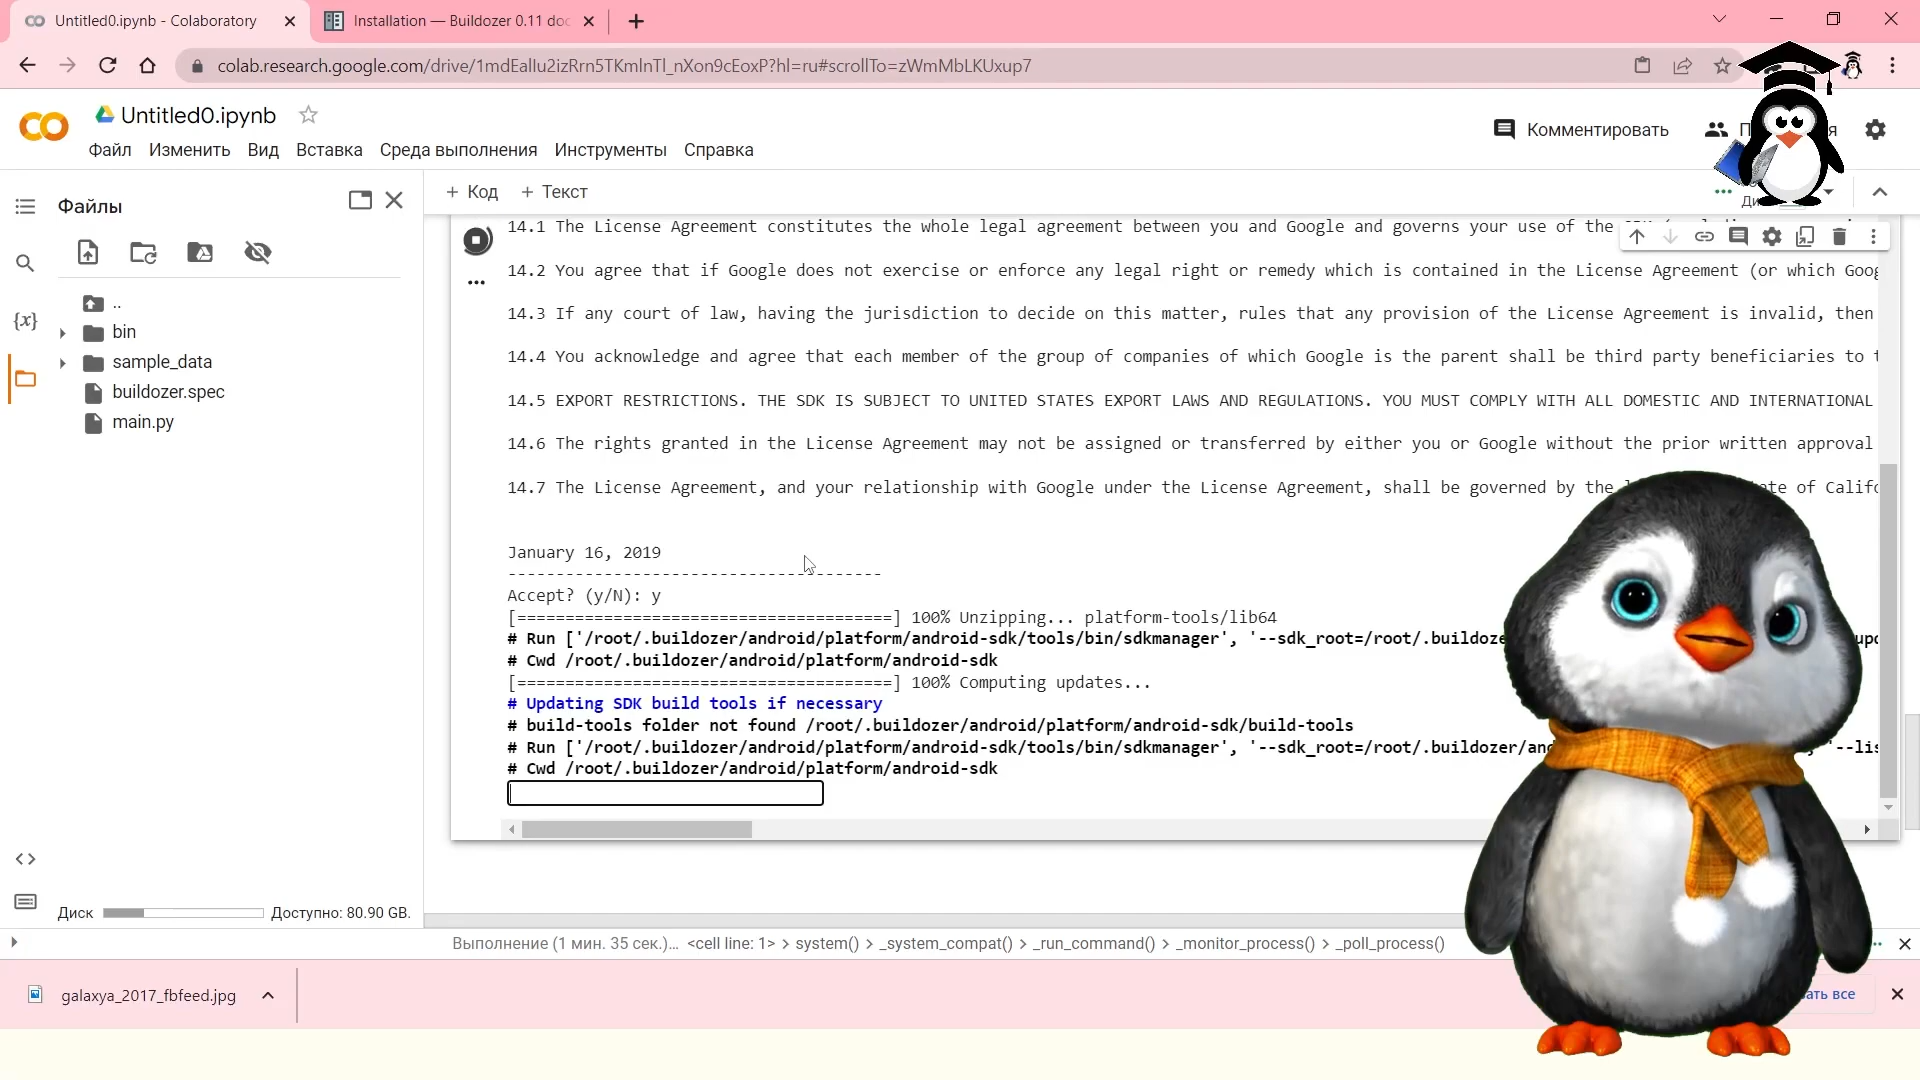 Untitled0.ipynb - Colaboratory
Installation — Buildozer 0.11 doc
colab.research.google.com/drive/1mdEallu2izRrn5TKmlnTl_nXon9cEoxP?hl=ru#scrollTo=zWmMbLKUxup7
Untitled0.ipynb
Файл Изменить Вид Вставка Среда выполнения Инструменты Справка
Комментировать
Файлы
+ Код + Текст
..
bin
sample_data
buildozer.spec
main.py
14.1 The License Agreement constitutes the whole legal agreement between you and Google and governs your use of the
14.2 You agree that if Google does not exercise or enforce any legal right or remedy which is contained in the License Agreement (or which Goog
14.3 If any court of law, having the jurisdiction to decide on this matter, rules that any provision of the License Agreement is invalid, then
14.4 You acknowledge and agree that each member of the group of companies of which Google is the parent shall be third party beneficiaries to t
14.5 EXPORT RESTRICTIONS. THE SDK IS SUBJECT TO UNITED STATES EXPORT LAWS AND REGULATIONS. YOU MUST COMPLY WITH ALL DOMESTIC AND INTERNATIONAL
14.6 The rights granted in the License Agreement may not be assigned or transferred by either you or Google without the prior written approval
14.7 The License Agreement, and your relationship with Google under the License Agreement, shall be governed by the l ate of Califo
January 16, 2019
---------------------------------------
Accept? (y/N): y
[=======================================] 100% Unzipping... platform-tools/lib64
# Run ['/root/.buildozer/android/platform/android-sdk/tools/bin/sdkmanager', '--sdk_root=/root/.buildoze
# Cwd /root/.buildozer/android/platform/android-sdk
[=======================================] 100% Computing updates...
# Updating SDK build tools if necessary
# build-tools folder not found /root/.buildozer/android/platform/android-sdk/build-tools
# Run ['/root/.buildozer/android/platform/android-sdk/tools/bin/sdkmanager', '--sdk_root=/root/.buildozer/and '--lis
# Cwd /root/.buildozer/android/platform/android-sdk
Диск Доступно: 80.90 GB.
Выполнение (1 мин. 35 сек.)... <cell line: 1> > system() > _system_compat() > _run_command() > _monitor_process() > _poll_process()
galaxya_2017_fbfeed.jpg
ать все